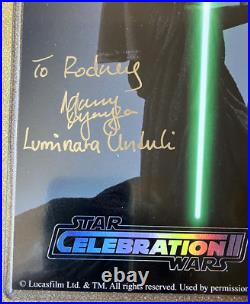 To Rodney
Luminara Unduli
STAR
CELEBRATION II
WARS
© Lucasfilm Ltd. & TM. All rights reserved. Used by permission